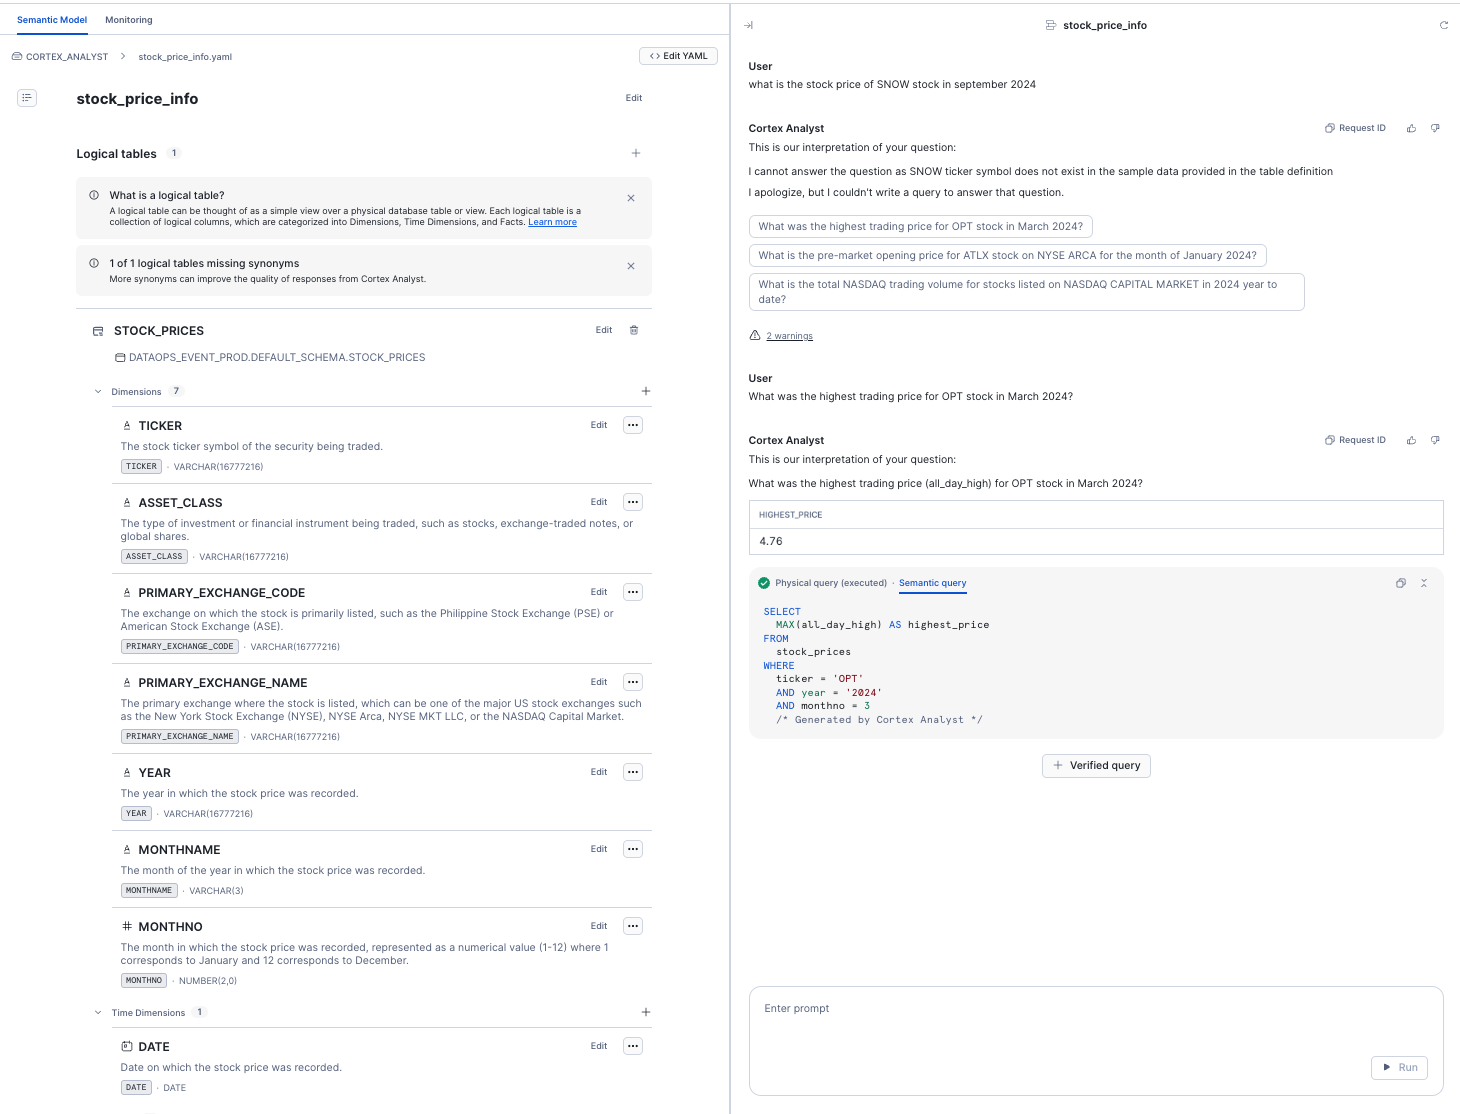 Semantic Model
Monitoring
CORTEX_ANALYST
stock_price_info.yaml
Edit YAML
stock_price_info
Edit
Logical tables 1
What is a logical table?
A logical table can be thought of as a simple view over a physical database table or view. Each logical table is a
collection of logical columns, which are categorized into Dimensions, Time Dimensions, and Facts. Learn more
1 of 1 logical tables missing synonyms
More synonyms can improve the quality of responses from Cortex Analyst.
STOCK_PRICES
Edit
DATAOPS_EVENT_PROD.DEFAULT_SCHEMA.STOCK_PRICES
Dimensions 7
TICKER
Edit
The stock ticker symbol of the security being traded.
TICKER · VARCHAR(16777216)
ASSET_CLASS
Edit
The type of investment or financial instrument being traded, such as stocks, exchange-traded notes, or
global shares.
ASSET_CLASS · VARCHAR(16777216)
PRIMARY_EXCHANGE_CODE
Edit
The exchange on which the stock is primarily listed, such as the Philippine Stock Exchange (PSE) or
American Stock Exchange (ASE).
PRIMARY_EXCHANGE_CODE · VARCHAR(16777216)
PRIMARY_EXCHANGE_NAME
Edit
The primary exchange where the stock is listed, which can be one of the major US stock exchanges such
as the New York Stock Exchange (NYSE), NYSE Arca, NYSE MKT LLC, or the NASDAQ Capital Market.
PRIMARY_EXCHANGE_NAME · VARCHAR(16777216)
YEAR
Edit
The year in which the stock price was recorded.
YEAR · VARCHAR(16777216)
MONTHNAME
Edit
The month of the year in which the stock price was recorded.
MONTHNAME · VARCHAR(3)
MONTHNO
Edit
The month in which the stock price was recorded, represented as a numerical value (1-12) where 1
corresponds to January and 12 corresponds to December.
MONTHNO · NUMBER(2,0)
Time Dimensions 1
DATE
Edit
Date on which the stock price was recorded.
DATE · DATE
stock_price_info
User
what is the stock price of SNOW stock in september 2024
Cortex Analyst
Request ID
This is our interpretation of your question:
I cannot answer the question as SNOW ticker symbol does not exist in the sample data provided in the table definition
I apologize, but I couldn't write a query to answer that question.
What was the highest trading price for OPT stock in March 2024?
What is the pre-market opening price for ATLX stock on NYSE ARCA for the month of January 2024?
What is the total NASDAQ trading volume for stocks listed on NASDAQ CAPITAL MARKET in 2024 year to
date?
2 warnings
User
What was the highest trading price for OPT stock in March 2024?
Cortex Analyst
Request ID
This is our interpretation of your question:
What was the highest trading price (all_day_high) for OPT stock in March 2024?
HIGHEST_PRICE
4.76
Physical query (executed) · Semantic query
SELECT
MAX(all_day_high) AS highest_price
FROM
stock_prices
WHERE
ticker = 'OPT'
AND year = '2024'
AND monthno = 3
/* Generated by Cortex Analyst */
Verified query
Enter prompt
Run